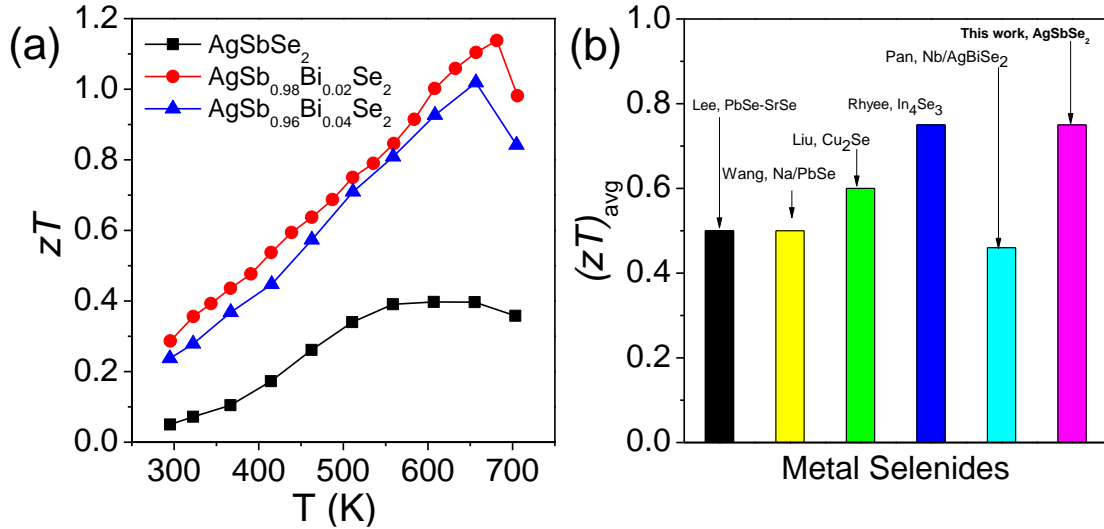 (a)
zT
1.2
1.0
0.8
0.6
0.4
0.2
0.0
AgSbSe₂
AgSb₀.₉₈Bi₀.₀₂Se₂
AgSb₀.₉₆Bi₀.₀₄Se₂
300 400 500 600 700
T (K)
(b)
(zT)avg
1.0
0.8
0.6
0.4
0.2
0.0
This work, AgSbSe₂
Pan, Nb/AgBiSe₂
Lee, PbSe-SrSe
Rhyee, In₄Se₃
Liu, Cu₂Se
Wang, Na/PbSe
Metal Selenides